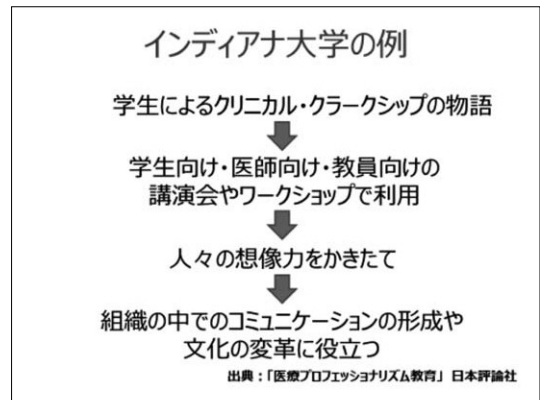 インディアナ大学の例
学生によるクリニカル・クラークシップの物語
学生向け・医師向け・教員向けの
講演会やワークショップで利用
人々の想像力をかきたて
組織の中でのコミュニケーションの形成や
文化の変革に役立つ
出典：「医療プロフェッショナリズム教育」日本評論社